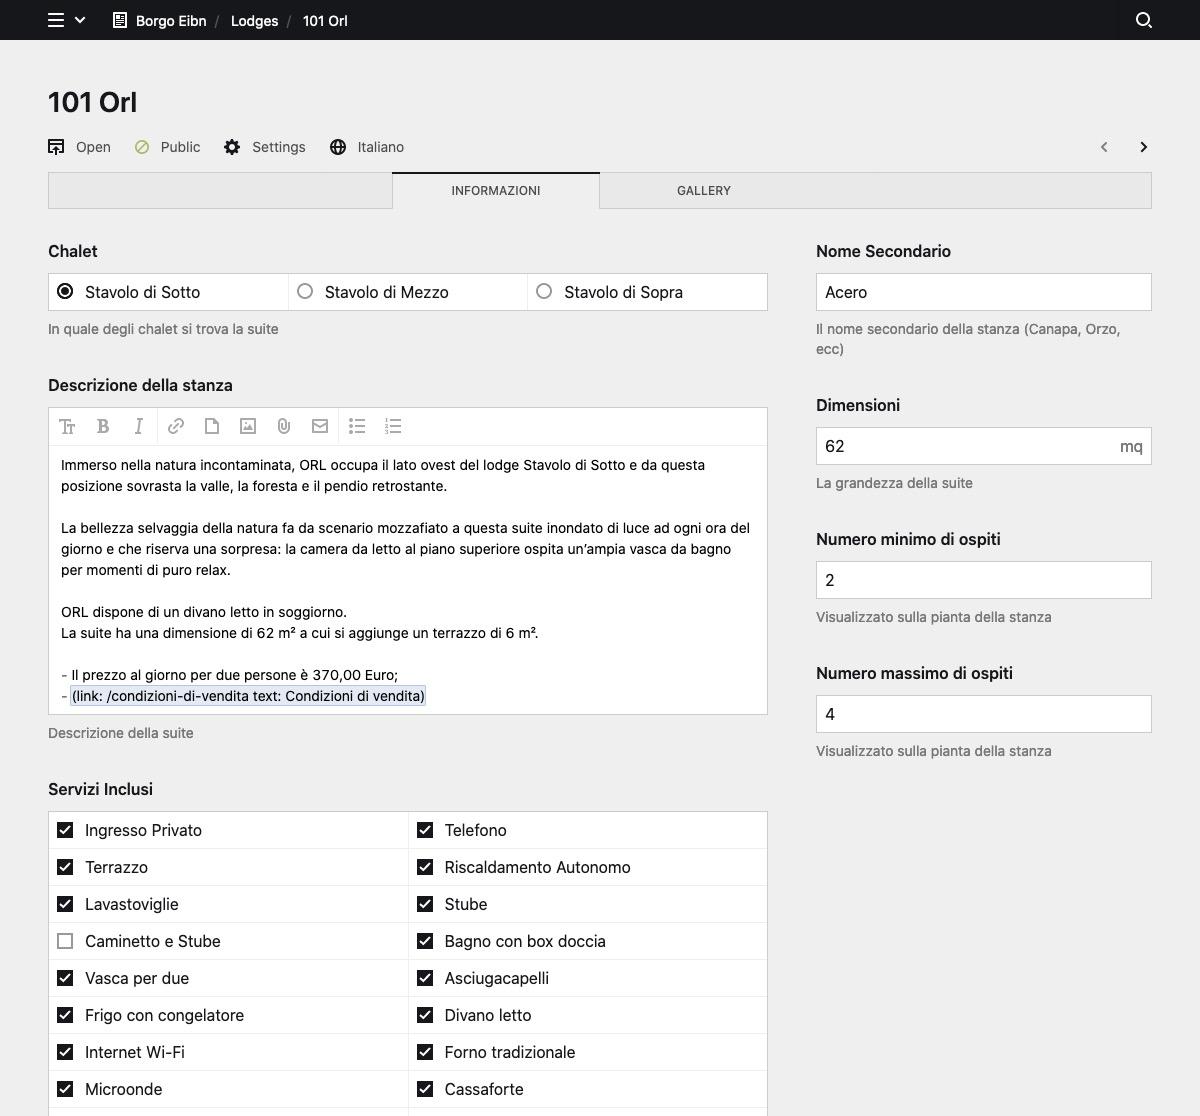 Borgo Eibn / Lodges / 101 Orl
101 Orl
Open Public Settings Italiano
INFORMAZIONI GALLERY
Chalet
Stavolo di Sotto Stavolo di Mezzo Stavolo di Sopra
In quale degli chalet si trova la suite
Descrizione della stanza
Immerso nella natura incontaminata, ORL occupa il lato ovest del lodge Stavolo di Sotto e da questa
posizione sovrasta la valle, la foresta e il pendio retrostante.
La bellezza selvaggia della natura fa da scenario mozzafiato a questa suite inondato di luce ad ogni ora del
giorno e che riserva una sorpresa: la camera da letto al piano superiore ospita un’ampia vasca da bagno
per momenti di puro relax.
ORL dispone di un divano letto in soggiorno.
La suite ha una dimensione di 62 m² a cui si aggiunge un terrazzo di 6 m².
- Il prezzo al giorno per due persone è 370,00 Euro;
- (link: /condizioni-di-vendita text: Condizioni di vendita)
Descrizione della suite
Servizi Inclusi
Ingresso Privato Telefono
Terrazzo Riscaldamento Autonomo
Lavastoviglie Stube
Caminetto e Stube Bagno con box doccia
Vasca per due Asciugacapelli
Frigo con congelatore Divano letto
Internet Wi-Fi Forno tradizionale
Microonde Cassaforte
Nome Secondario
Acero
Il nome secondario della stanza (Canapa, Orzo,
ecc)
Dimensioni
62 mq
La grandezza della suite
Numero minimo di ospiti
2
Visualizzato sulla pianta della stanza
Numero massimo di ospiti
4
Visualizzato sulla pianta della stanza